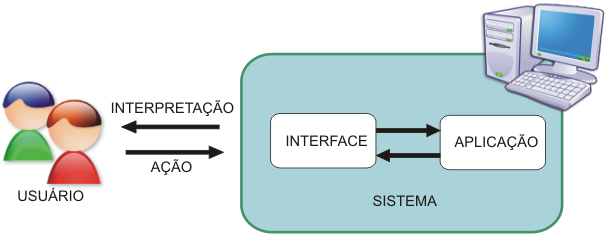 INTERPRETAÇÃO
AÇÃO
USUÁRIO
INTERFACE
APLICAÇÃO
SISTEMA